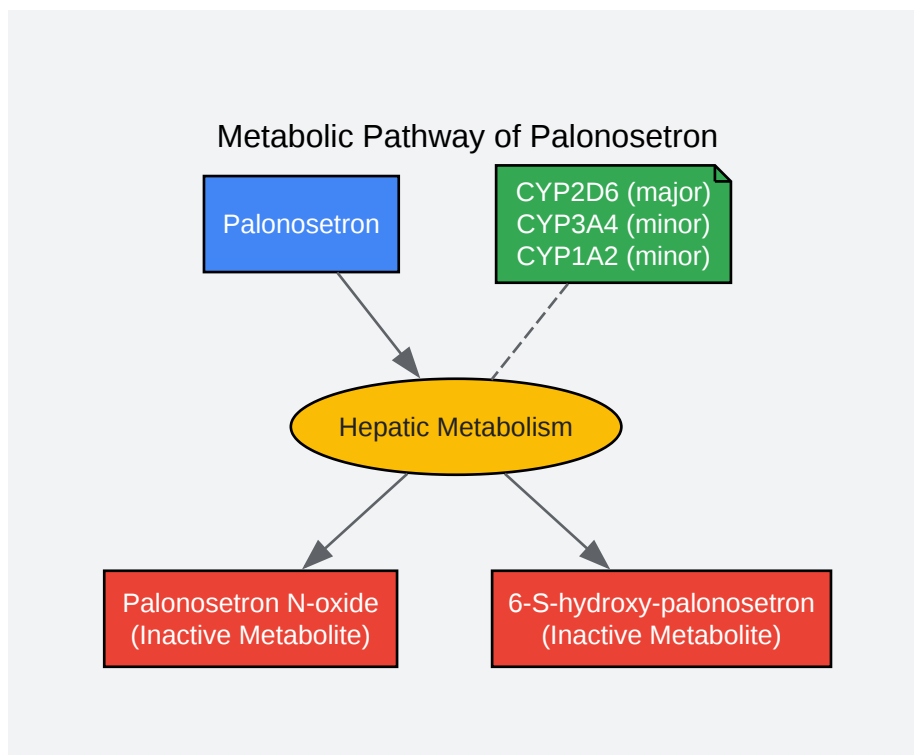 Metabolic Pathway of Palonosetron
Palonosetron
CYP2D6 (major)
CYP3A4 (minor)
CYP1A2 (minor)
Hepatic Metabolism
Palonosetron N-oxide
(Inactive Metabolite)
6-S-hydroxy-palonosetron
(Inactive Metabolite)